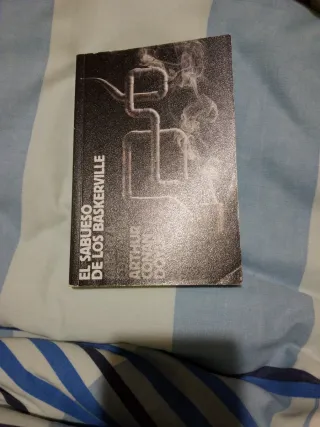 EL SABUESO
DE LOS BASKERVILLE
ARTHUR
CONAN
DOYLE